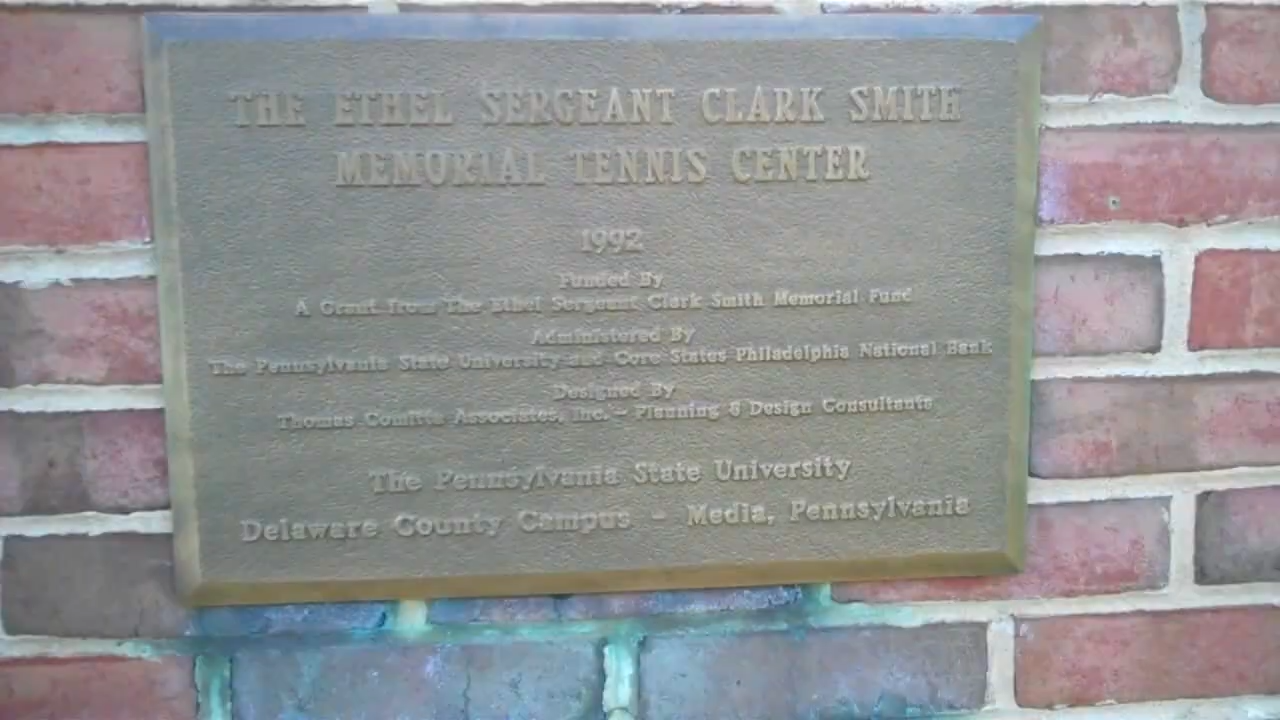 THE ETHEL SERGEANT CLARK SMITH
MEMORIAL TENNIS CENTER
1992
Funded By
A Grant from The Ethel Sergeant Clark Smith Memorial Fund
Administered By
The Pennsylvania State University and Core States Philadelphia National Bank
Designed By
Thomas Comitta Associates, Inc. - Planning & Design Consultants
The Pennsylvania State University
Delaware County Campus - Media, Pennsylvania